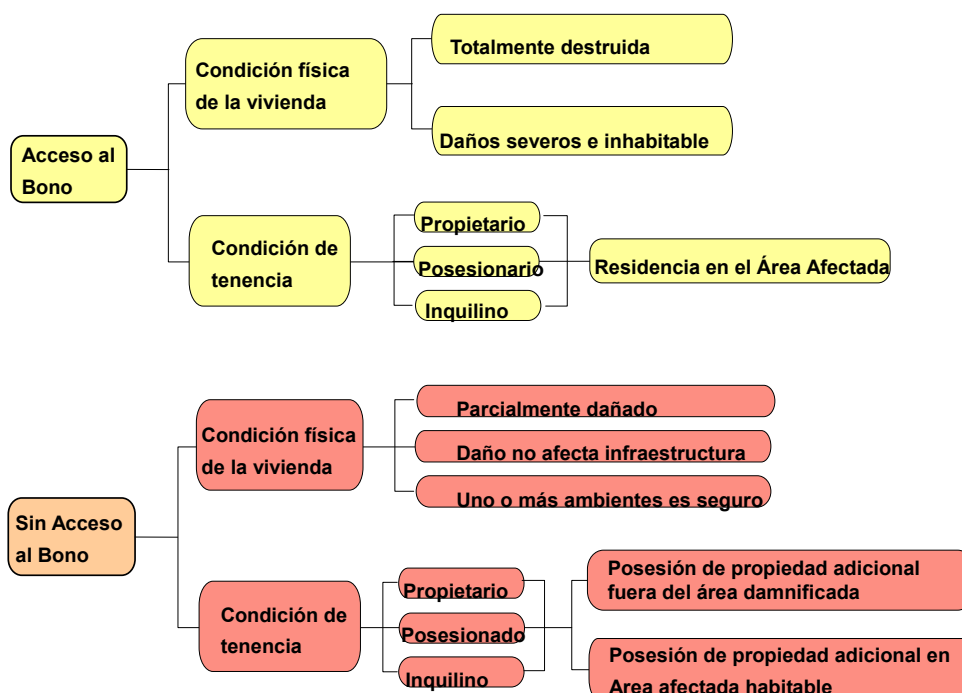 Totalmente destruida
Condición física
de la vivienda
Daños severos e inhabitable
Acceso al
Bono
Propietario
Condición de
tenencia
Posesionario
Residencia en el Área Afectada
Inquilino
Parcialmente dañado
Condición física
de la vivienda
Daño no afecta infraestructura
Uno o más ambientes es seguro
Sin Acceso
al Bono
Propietario
Posesión de propiedad adicional
fuera del área damnificada
Condición de
tenencia
Posesionado
Inquilino
Posesión de propiedad adicional en
Area afectada habitable